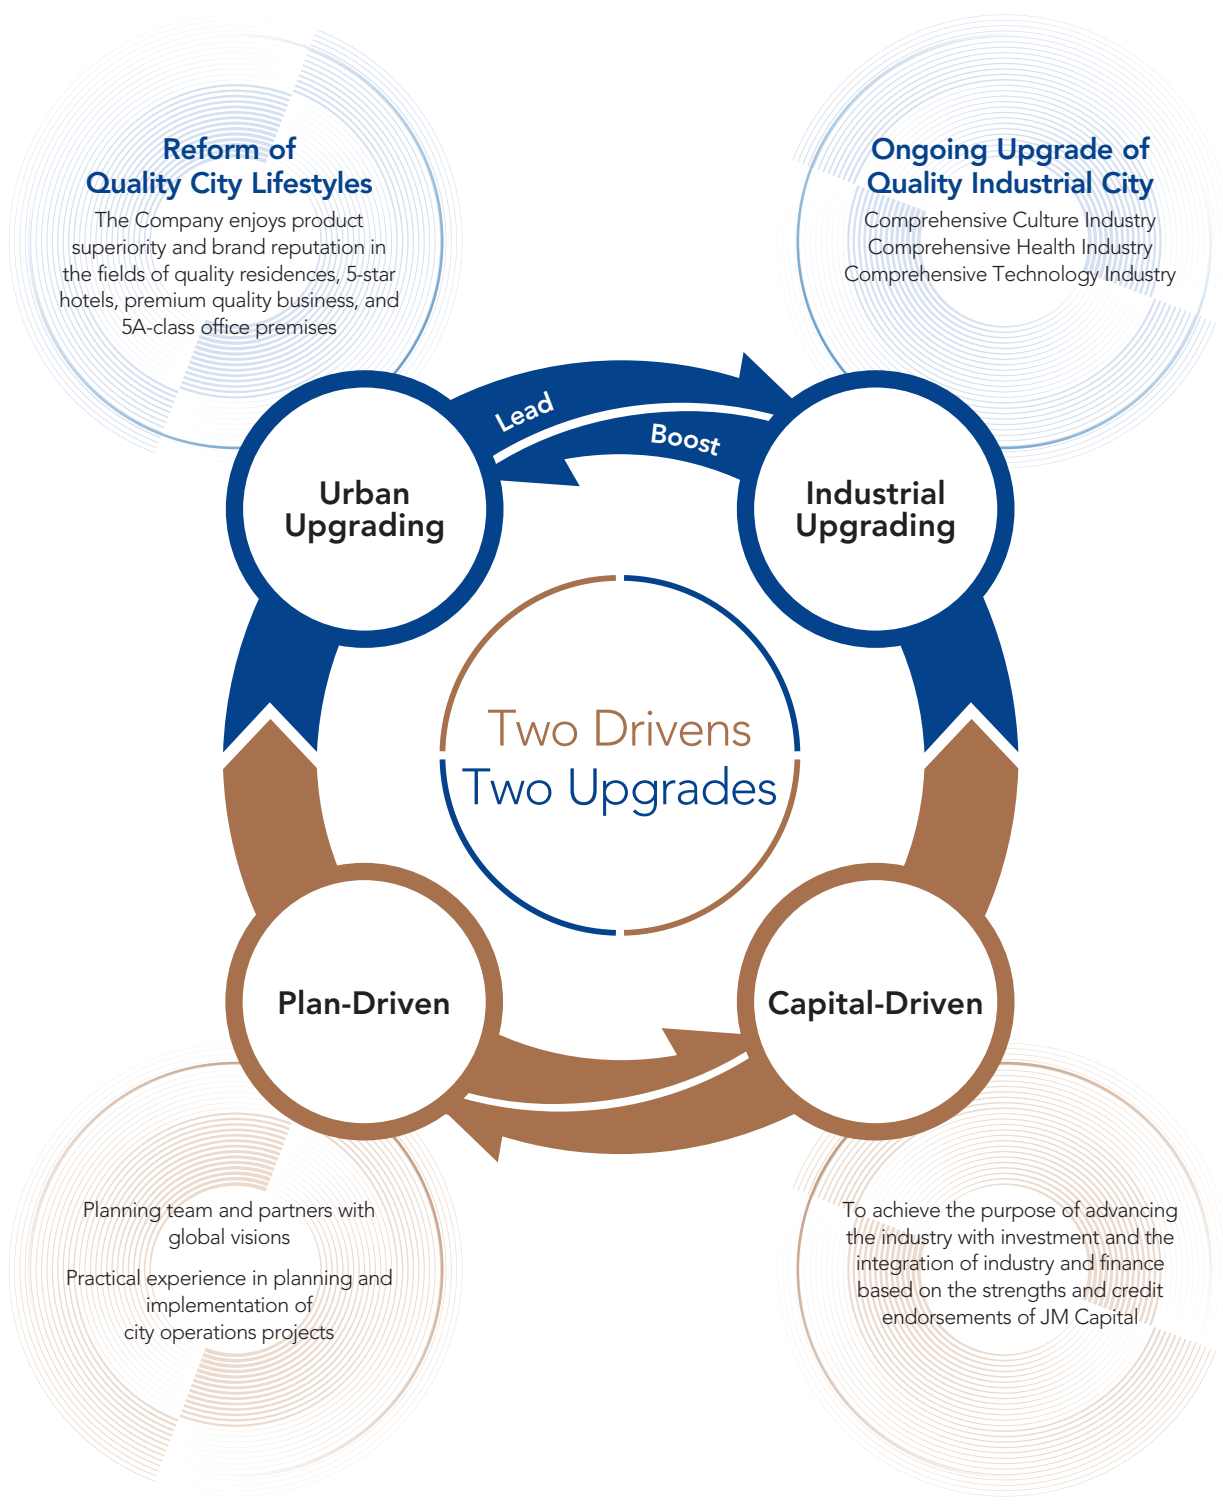 Reform of
Quality City Lifestyles
The Company enjoys product
superiority and brand reputation in
the fields of quality residences, 5-star
hotels, premium quality business, and
5A-class office premises
Ongoing Upgrade of
Quality Industrial City
Comprehensive Culture Industry
Comprehensive Health Industry
Comprehensive Technology Industry
Lead
Boost
Urban
Upgrading
Industrial
Upgrading
Two Drivens
Two Upgrades
Plan-Driven
Capital-Driven
Planning team and partners with
global visions
Practical experience in planning and
implementation of
city operations projects
To achieve the purpose of advancing
the industry with investment and the
integration of industry and finance
based on the strengths and credit
endorsements of JM Capital